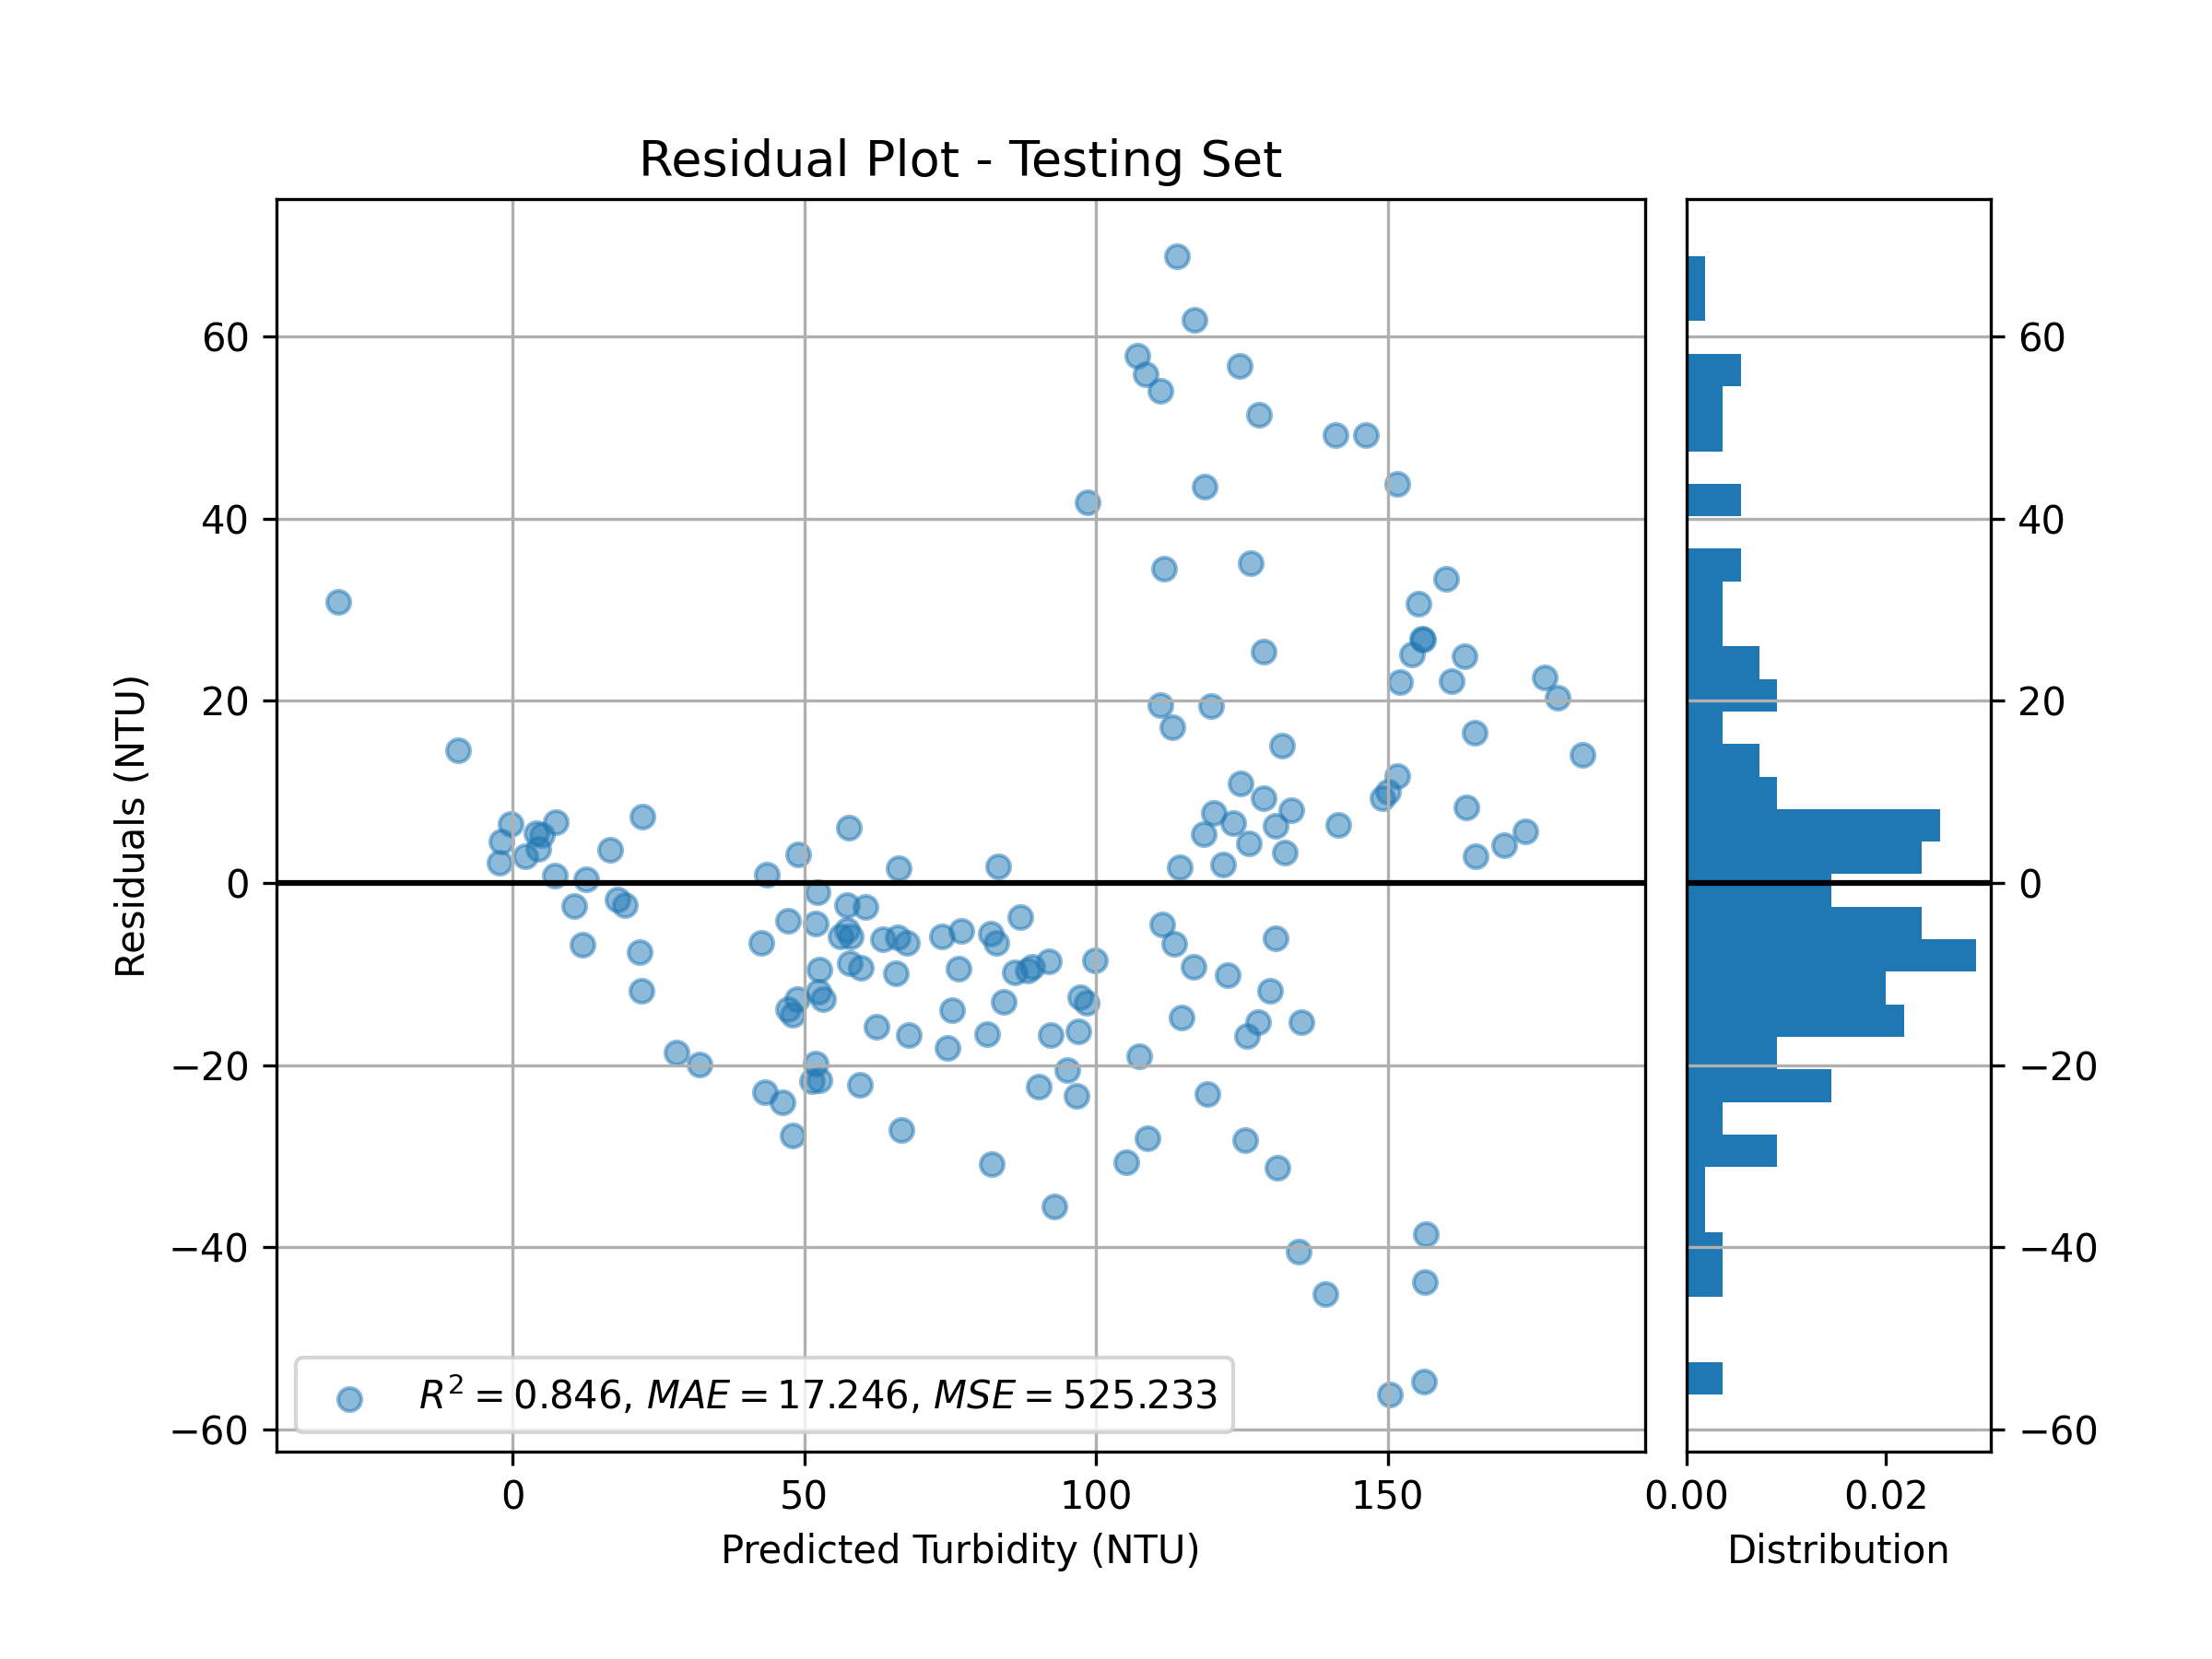 Residual Plot - Testing Set
Residuals (NTU)
60
40
20
0
−20
−40
−60
R² = 0.846, MAE = 17.246, MSE = 525.233
0 50 100 150
Predicted Turbidity (NTU)
60
40
20
0
−20
−40
−60
0.00 0.02
Distribution